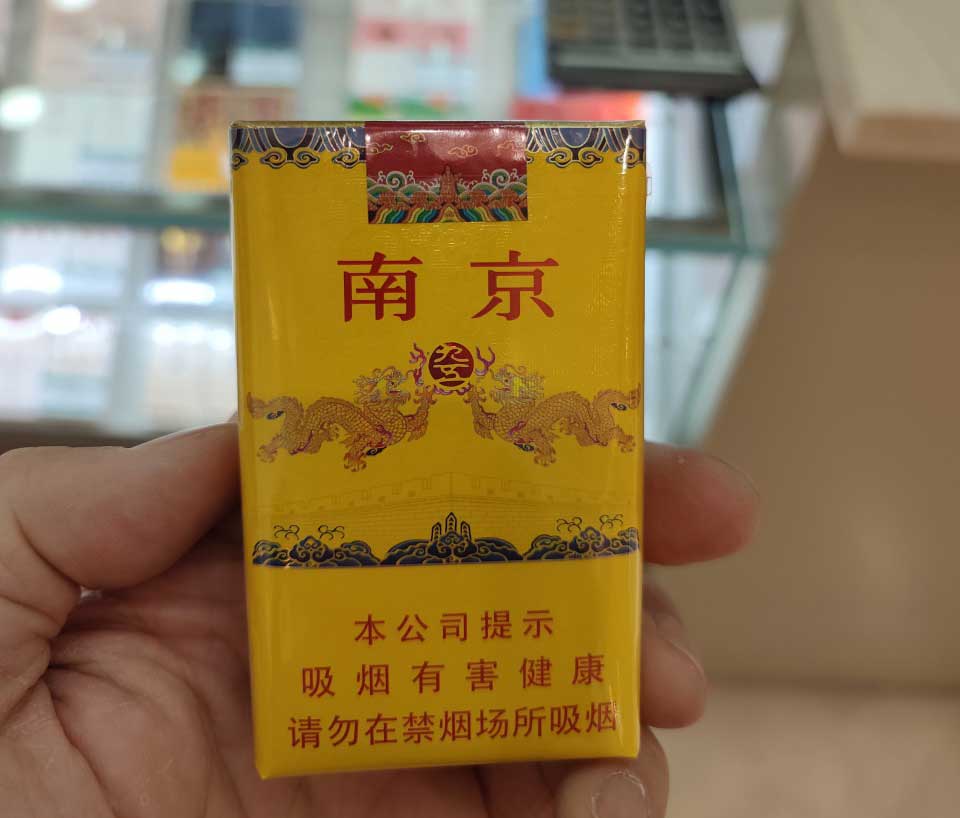 南京
本公司提示
吸烟有害健康
请勿在禁烟场所吸烟